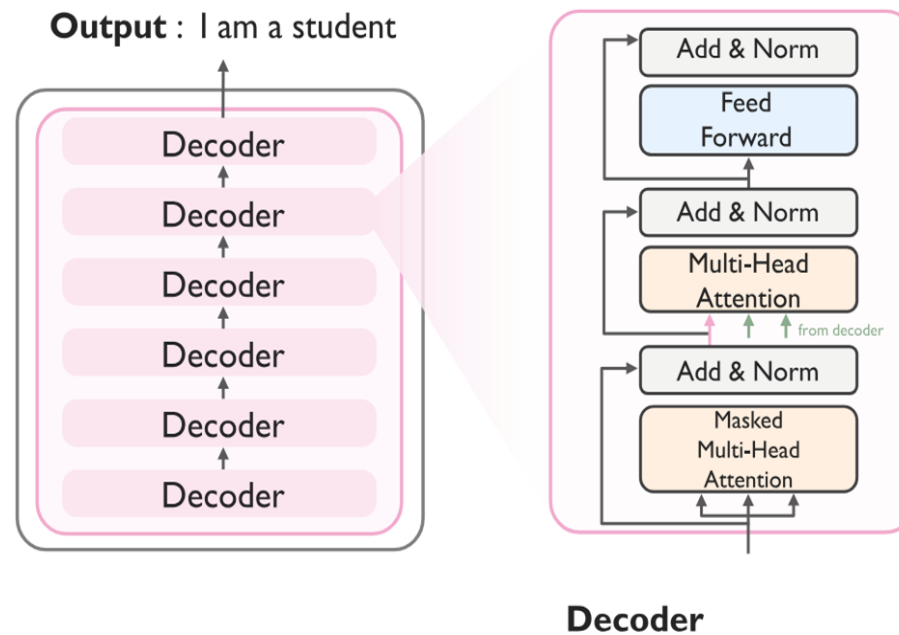 Output : I am a student
Decoder
Decoder
Decoder
Decoder
Decoder
Decoder
Add & Norm
Feed
Forward
Add & Norm
Multi-Head
Attention
from decoder
Add & Norm
Masked
Multi-Head
Attention
Decoder